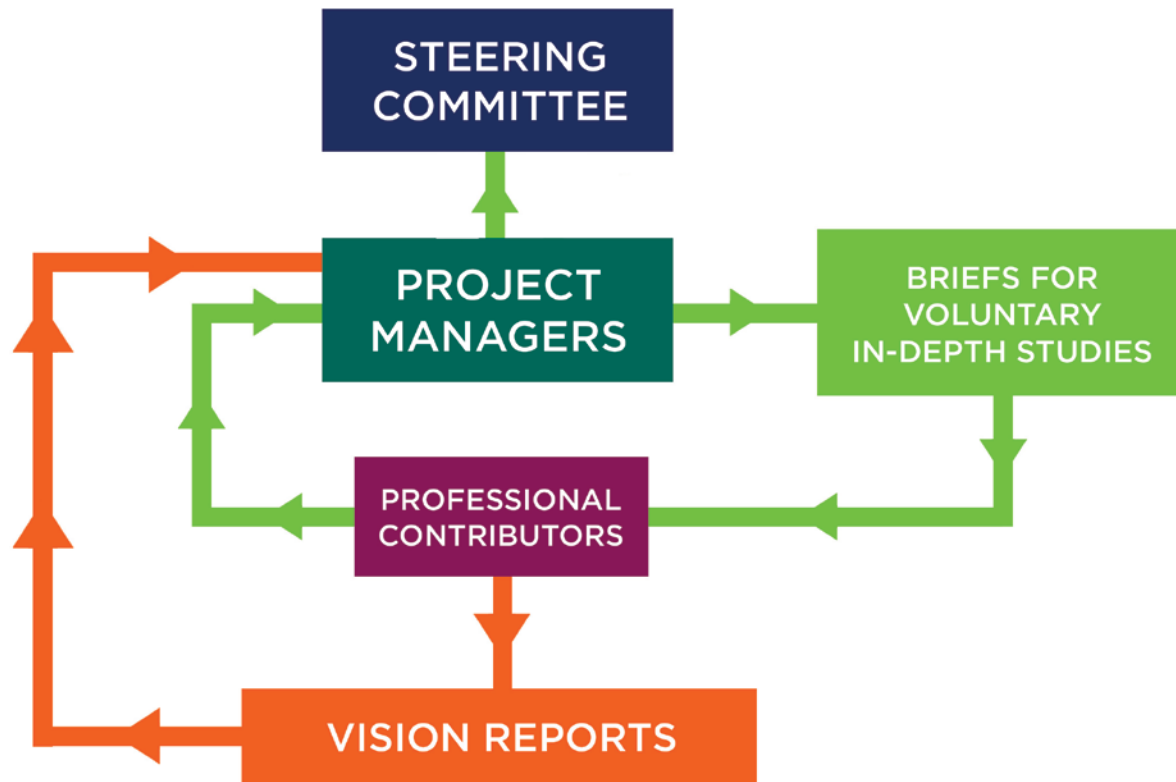 STEERING
COMMITTEE
PROJECT
MANAGERS
BRIEFS FOR
VOLUNTARY
IN-DEPTH STUDIES
PROFESSIONAL
CONTRIBUTORS
VISION REPORTS